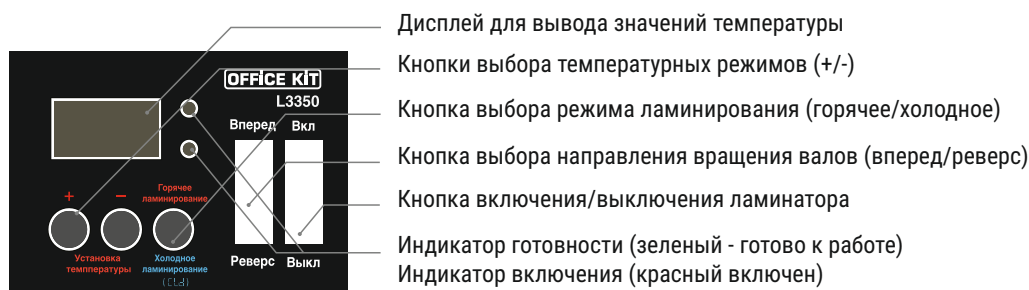 Дисплей для вывода значений температуры
Кнопки выбора температурных режимов (+/-)
Кнопка выбора режима ламинирования (горячее/холодное)
Кнопка выбора направления вращения валов (вперед/реверс)
Кнопка включения/выключения ламинатора
Индикатор готовности (зеленый - готово к работе)
Индикатор включения (красный включен)
OFFICE KIT
L3350
Вперед Вкл
+ − Горячее
ламинирование
Установка
темппературы
Холодное
ламинирование
Реверс Выкл